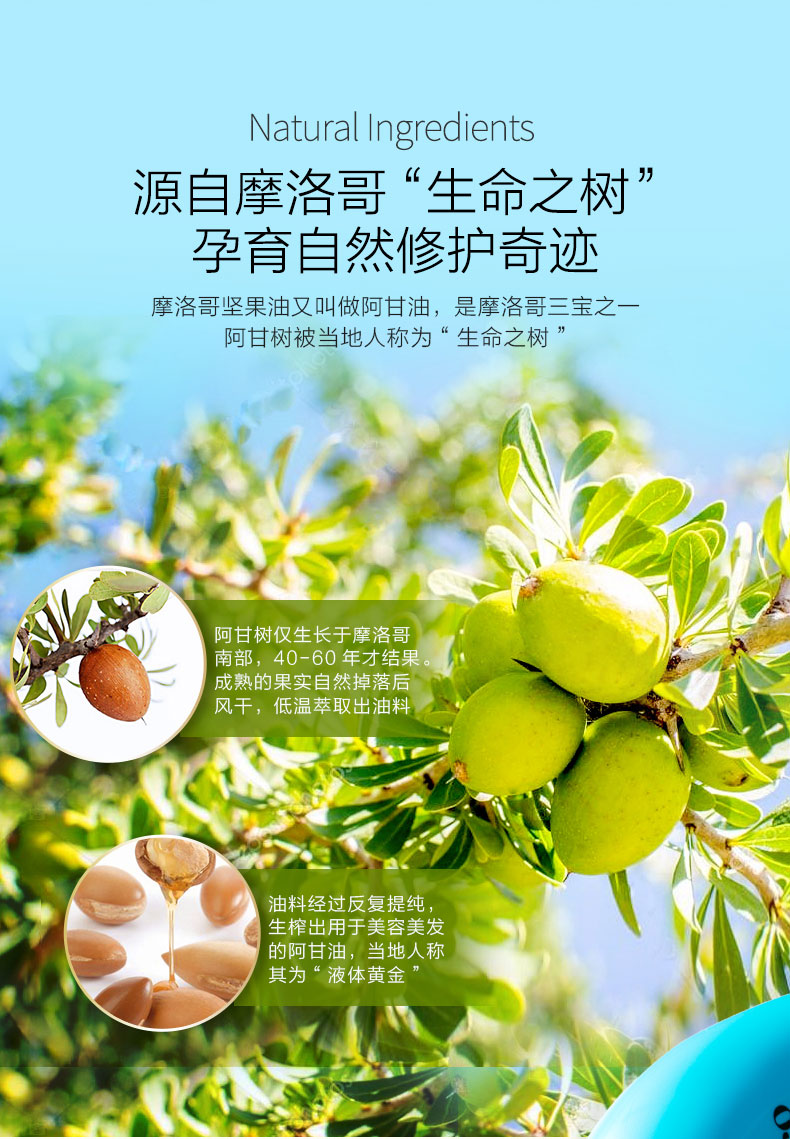 Natural Ingredients
源自摩洛哥“生命之树”
孕育自然修护奇迹
摩洛哥坚果油又叫做阿甘油，是摩洛哥三宝之一
阿甘树被当地人称为“生命之树”
阿甘树仅生长于摩洛哥
南部，40-60年才结果。
成熟的果实自然掉落后
风干，低温萃取出油料
油料经过反复提纯，
生榨出用于美容美发
的阿甘油，当地人称
其为“液体黄金”